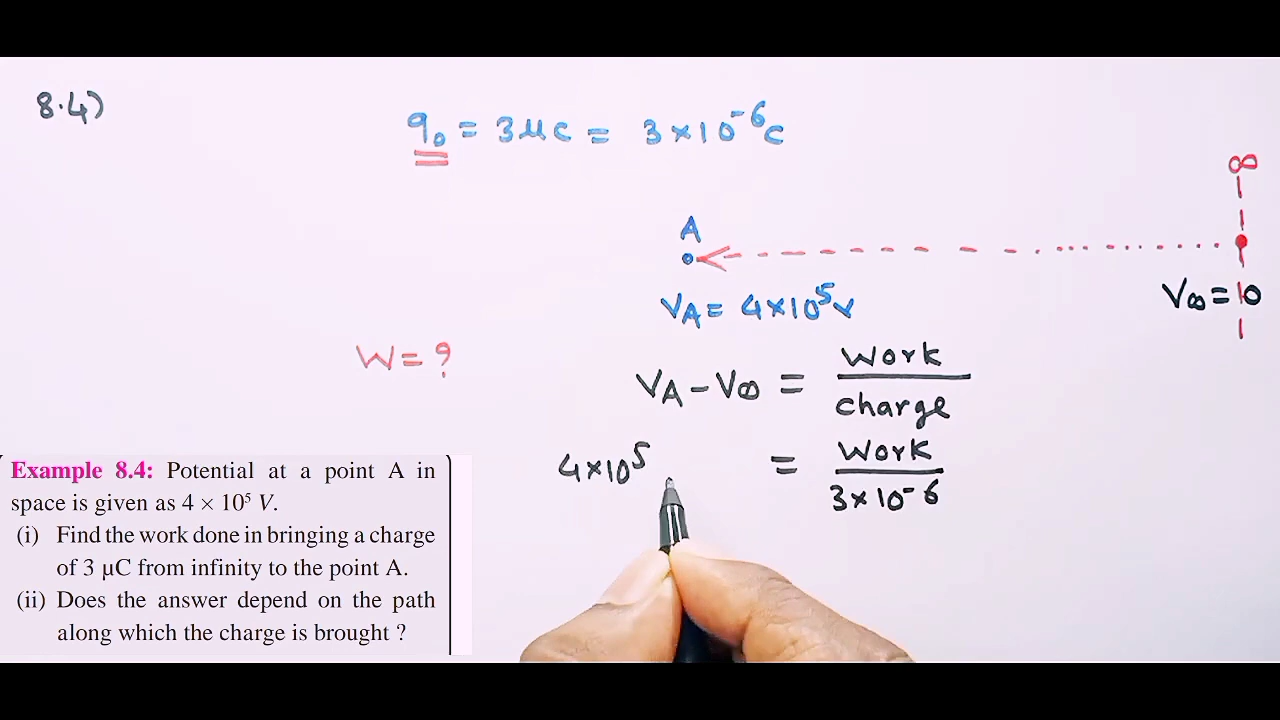 8.4)
q₀ = 3μc = 3×10⁻⁶c
∞
A
V_A = 4×10⁵v
V∞ = 0
W = ?
V_A – V∞ = Work / charge
4×10⁵ = Work / 3×10⁻⁶
Example 8.4: Potential at a point A in
space is given as 4 × 10⁵ V.
(i) Find the work done in bringing a charge
of 3 μC from infinity to the point A.
(ii) Does the answer depend on the path
along which the charge is brought ?